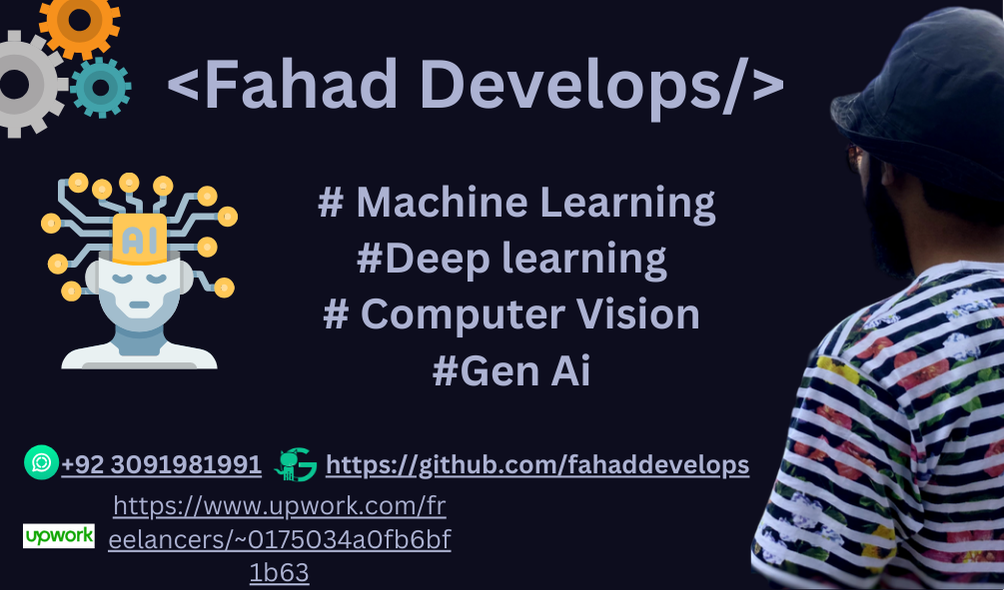 <Fahad Develops/>
AI
# Machine Learning
#Deep learning
# Computer Vision
#Gen Ai
+92 3091981991 https://github.com/fahaddevelops
https://www.upwork.com/fr
upwork eelancers/~0175034a0fb6bf
1b63